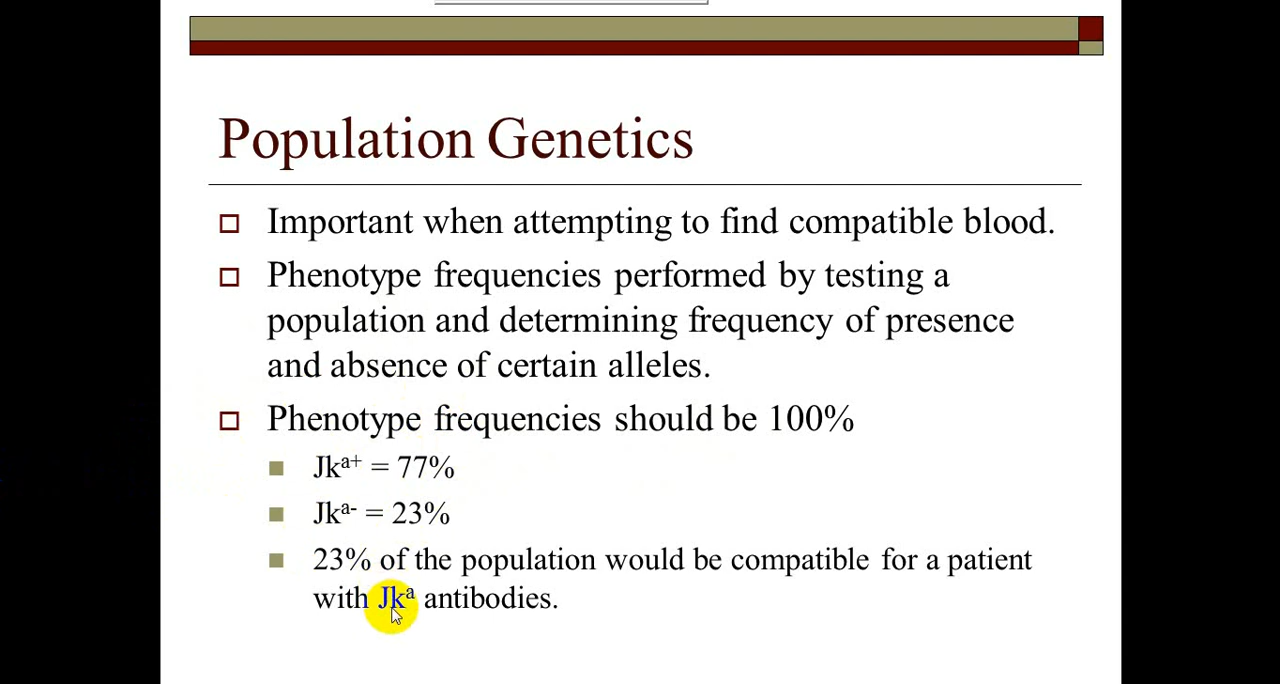 Population Genetics
Important when attempting to find compatible blood.
Phenotype frequencies performed by testing a
population and determining frequency of presence
and absence of certain alleles.
Phenotype frequencies should be 100%
Jkᵃ⁺ = 77%
Jkᵃ⁻ = 23%
23% of the population would be compatible for a patient
with Jkᵃ antibodies.